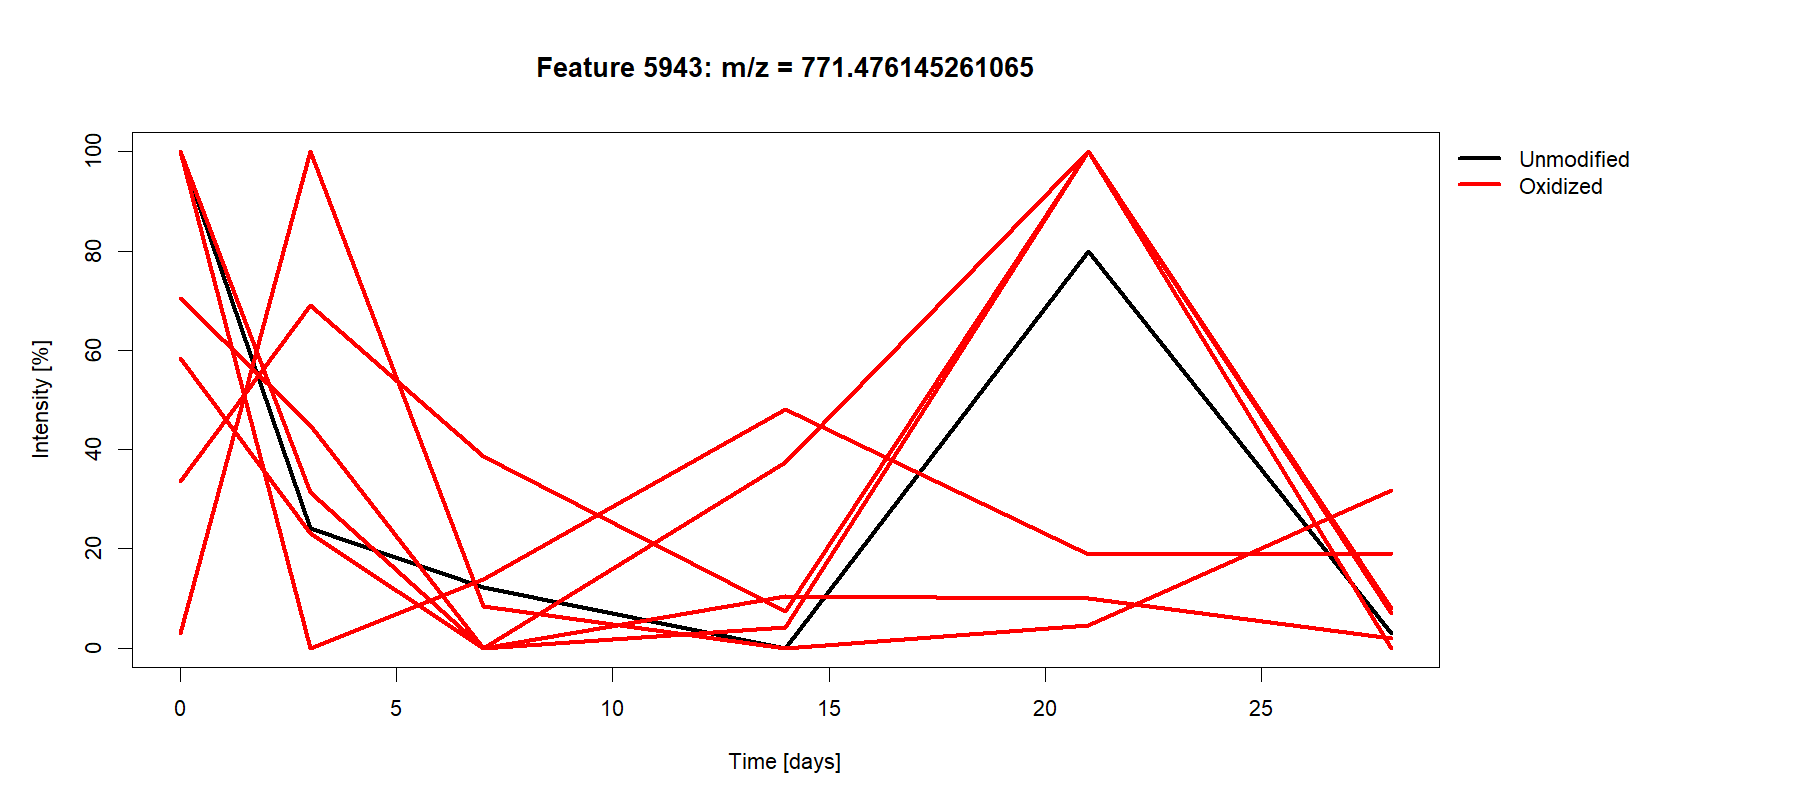 Feature 5943: m/z = 771.476145261065
Unmodified
Oxidized
Intensity [%]
100
80
60
40
20
0
0 5 10 15 20 25
Time [days]